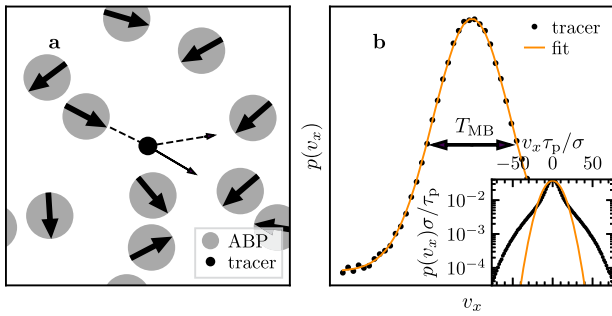 a
ABP
tracer
b
tracer
fit
p(v_x)
T_MB
v_x τ_p/σ
−50 0 50
p(v_x)σ/τ_p
10^−2
10^−3
10^−4
v_x